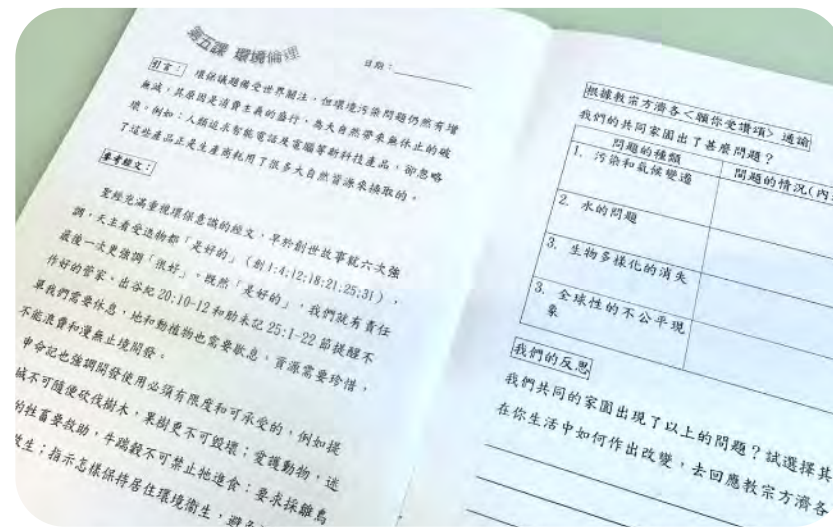 第五課 環境倫理
日期：
引言： 環保議題備受世界關注，但環境污染問題仍然有增
無減，其原因是消費主義的盛行，為大自然帶來無休止的破
壞，例如：人類追求智能電話及電腦等新科技產品，卻忽略
了這些產品正是生產商耗用了很多大自然資源來換取的。
參考經文：
聖經充滿重視環保意識的經文，早於創世故事就六次強
調，天主看受造物都「是好的」（創1:4;12;18;21;25;31），
最後一次更強調「很好」。既然「是好的」，我們就有責任
作好的管家。出谷紀20:10-12和肋未記25:1-22節提醒不
單我們需要休息，地和動植物也需要歇息，資源需要珍惜，
不能浪費和漫無止境開發。
申命記也強調開發使用必須有限度和可承受的，例如提
城不可隨便砍伐樹木，果樹更不可毀壞；愛護動物，迷
的牲畜要救助，牛踹穀不可禁止牠進食；要求採雛鳥
放生；指示怎樣保持居住環境衛生，避免
根據教宗方濟各<願你受讚頌>通諭
我們的共同家園出了甚麼問題？
問題的種類
問題的情況(內
1. 污染和氣候變遷
2. 水的問題
3. 生物多樣化的消失
3. 全球性的不公平現
象
我們的反思
我們共同的家園出現了以上的問題？試選擇其
在你生活中如何作出改變，去回應教宗方濟各